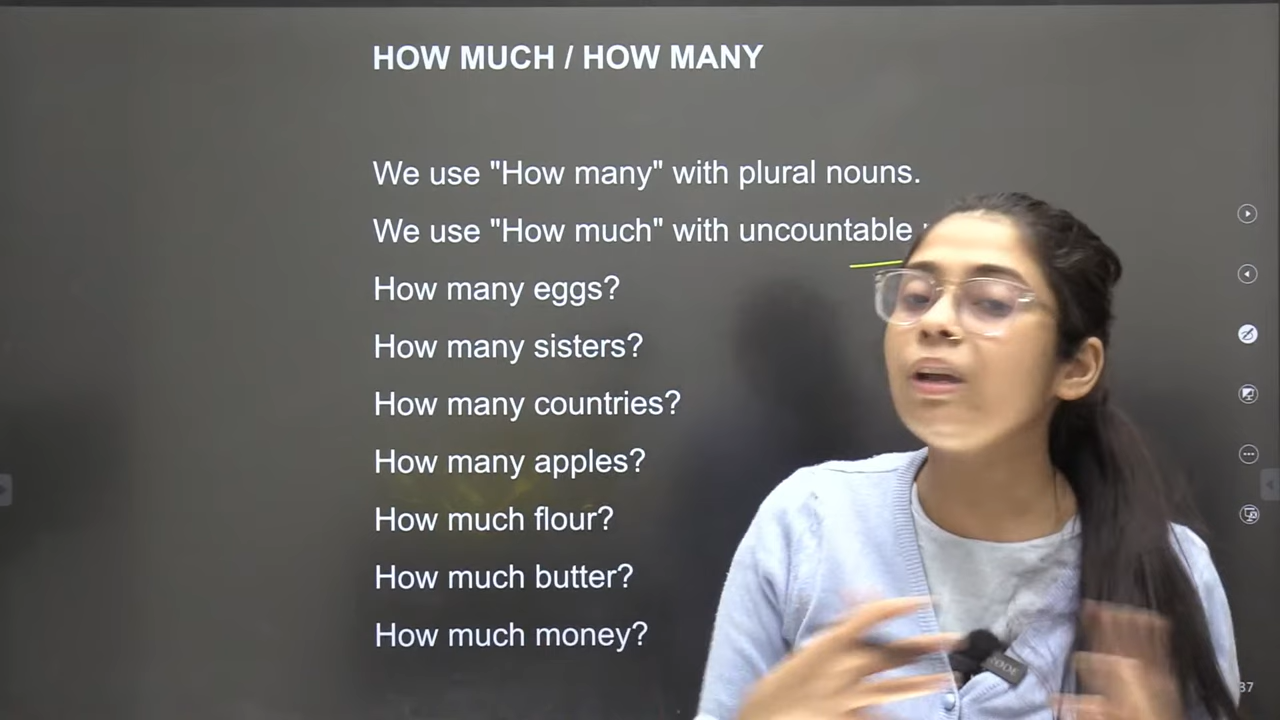 HOW MUCH / HOW MANY
We use "How many" with plural nouns.
We use "How much" with uncountable
How many eggs?
How many sisters?
How many countries?
How many apples?
How much flour?
How much butter?
How much money?
37